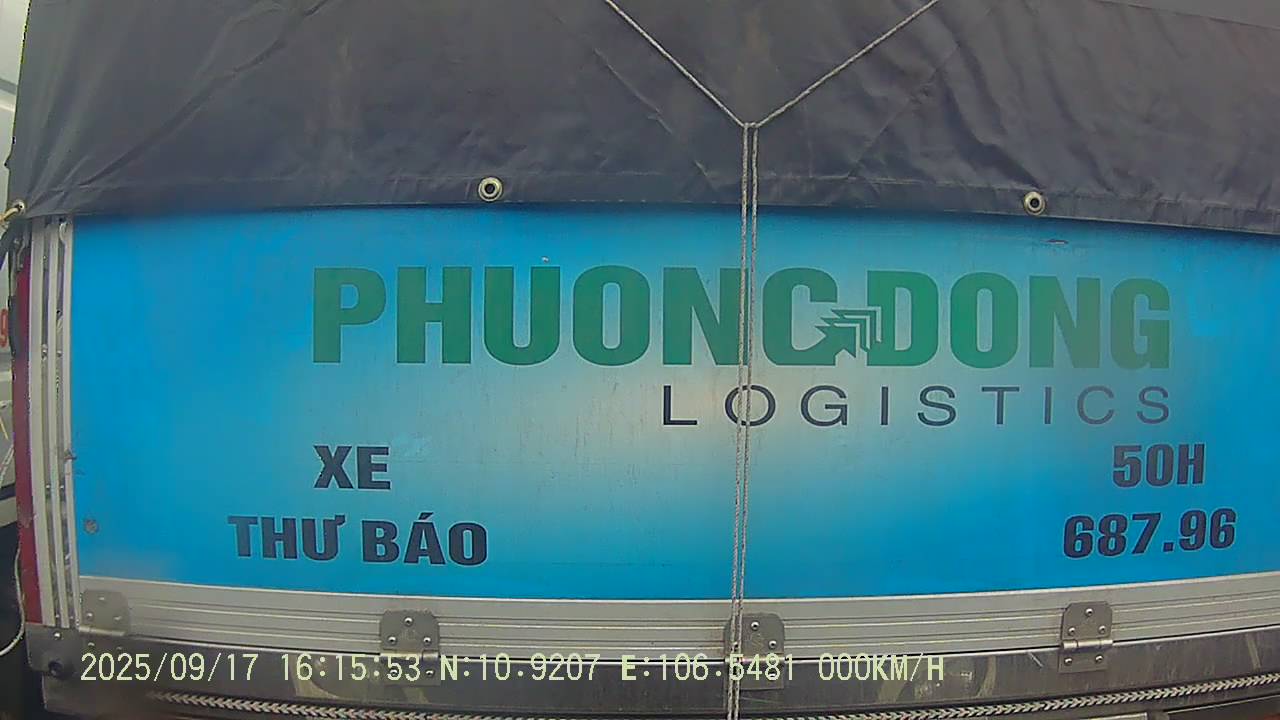 PHUONG DONG
LOGISTICS
XE
THƯ BÁO
50H
687.96
2025/09/17 16:15:53 N:10.9207 E:106.5481 000KM/H